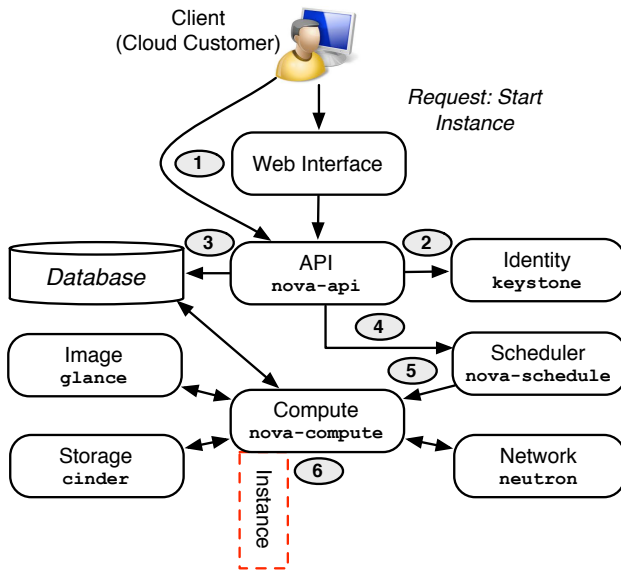 Client
(Cloud Customer)
Request: Start
Instance
1
Web Interface
3
2
Database
API
nova-api
Identity
keystone
4
Image
glance
5
Scheduler
nova-schedule
Compute
nova-compute
Storage
cinder
6
Network
neutron
Instance